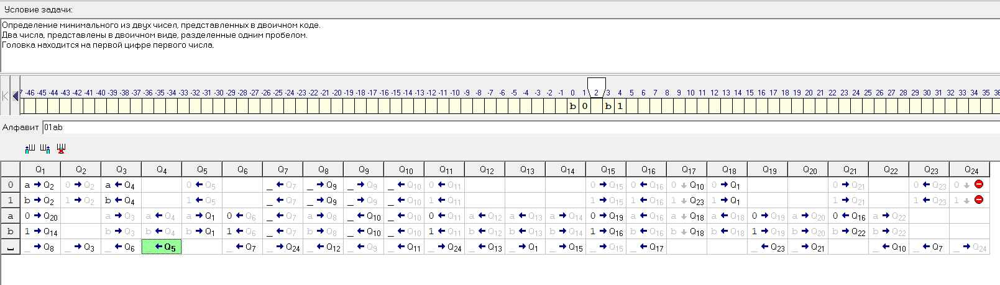 Условие задачи:
Определение минимального из двух чисел, представленных в двоичном коде.
Два числа, представлены в двоичном виде, разделенные одним пробелом.
Головка находится на первой цифре первого числа.
7 -46 -45 -44 -43 -42 -41 -40 -39 -38 -37 -36 -35 -34 -33 -32 -31 -30 -29 -28 -27 -26 -25 -24 -23 -22 -21 -20 -19 -18 -17 -16 -15 -14 -13 -12 -11 -10 -9 -8 -7 -6 -5 -4 -3 -2 -1 0 1 2 3 4 5 6 7 8 9 10 11 12 13 14 15 16 17 18 19 20 21 22 23 24 25 26 27 28 29 30 31 32 33 34 35 36
b 0 b 1
Алфавит 01ab
Q1 Q2 Q3 Q4 Q5 Q6 Q7 Q8 Q9 Q10 Q11 Q12 Q13 Q14 Q15 Q16 Q17 Q18 Q19 Q20 Q21 Q22 Q23 Q24
0 a → Q2 0 → Q2 a ← Q4 0 ← Q5 _ ← Q7 _ → Q9 _ → Q9 _ ← Q10 0 ← Q11 0 → Q15 0 ← Q16 0 ↓ Q10 0 → Q1 0 → Q21 0 ← Q23 0 ↓
1 b → Q2 1 → Q2 b ← Q4 1 ← Q5 _ ← Q7 _ → Q9 _ → Q9 _ ← Q10 1 ← Q11 1 → Q15 1 ← Q16 1 ↓ Q23 1 → Q1 1 → Q21 1 ← Q23 1 ↓
a 0 → Q20 a → Q3 a ← Q4 a → Q1 0 ← Q6 _ ← Q7 a → Q8 _ ← Q10 _ ← Q10 0 ← Q11 a ← Q12 a ← Q13 a → Q14 0 → Q19 a ← Q16 a ↓ Q18 a → Q18 0 → Q19 a → Q20 0 ← Q16 a ← Q22
b 1 → Q14 b → Q3 b ← Q4 b → Q1 1 ← Q6 _ ← Q7 b → Q8 _ ← Q10 _ ← Q10 1 ← Q11 b ← Q12 b ← Q13 b → Q14 1 → Q16 b ← Q16 b ↓ Q18 b → Q18 1 → Q19 b → Q20 b ← Q22 b ← Q22
_ → Q8 _ → Q3 _ ← Q6 ← Q5 _ ← Q7 _ → Q24 _ ← Q12 _ ← Q9 _ ← Q11 _ → Q24 _ ← Q13 _ → Q1 _ → Q15 _ → Q15 _ ← Q17 _ ← Q23 _ → Q21 _ ← Q10 _ ← Q7 _ → Q24